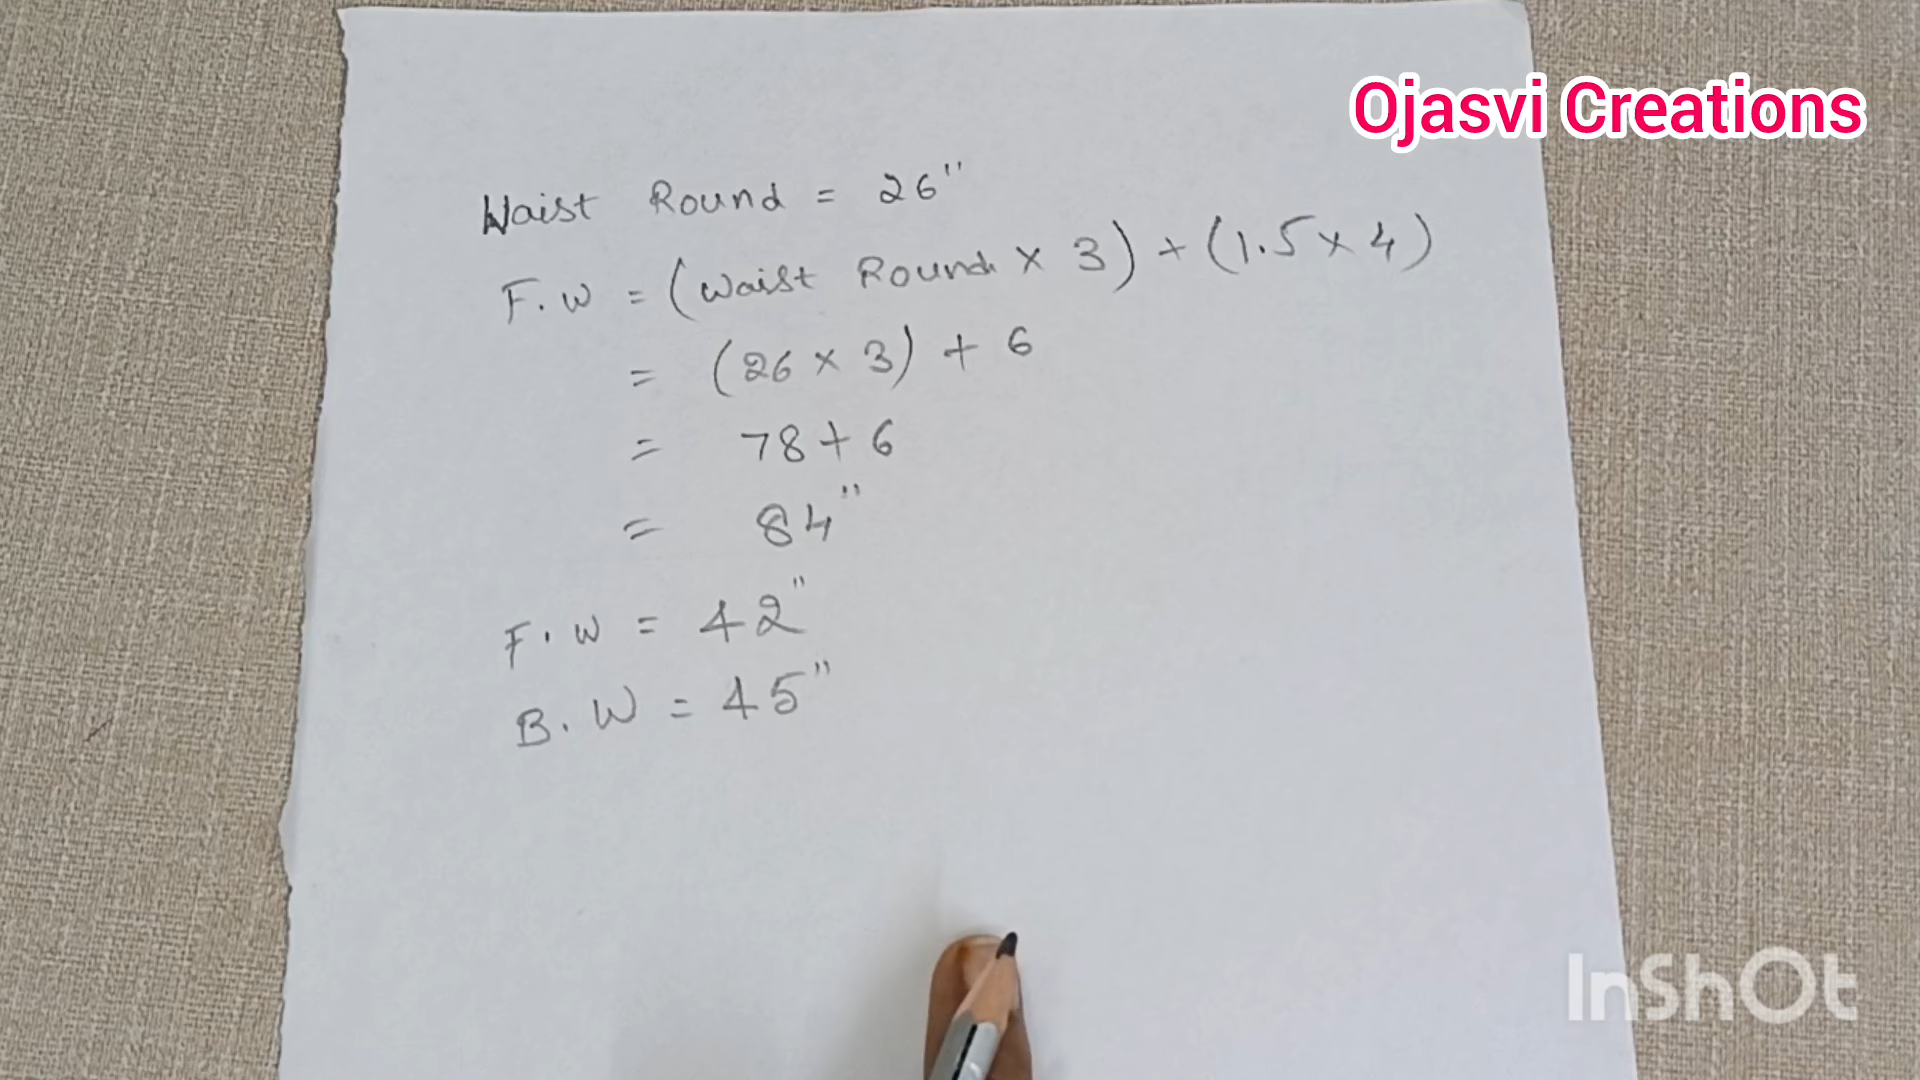 Ojasvi Creations
Waist Round = 26"
F.W = (Waist Round × 3) + (1.5 × 4)
= (26 × 3) + 6
= 78 + 6
= 84"
F.W = 42"
B.W = 45"
InShOt